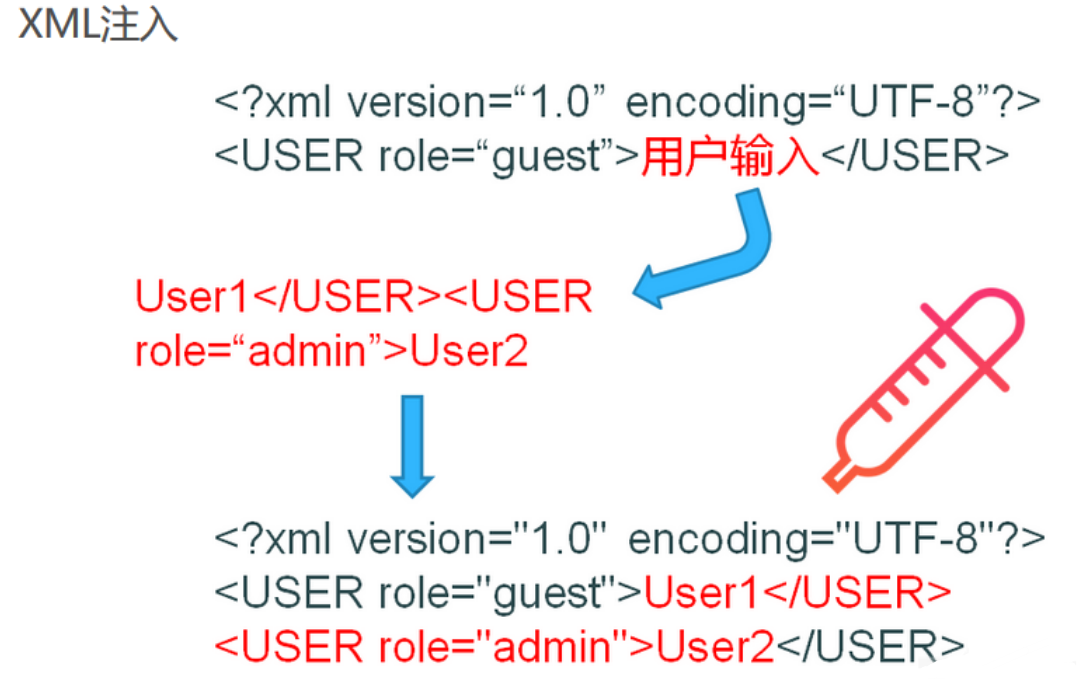 XML注入
<?xml version=“1.0” encoding=“UTF-8”?>
<USER role=“guest”>用户输入</USER>
User1</USER><USER
role=“admin”>User2
<?xml version="1.0" encoding="UTF-8"?>
<USER role="guest">User1</USER>
<USER role="admin">User2</USER>